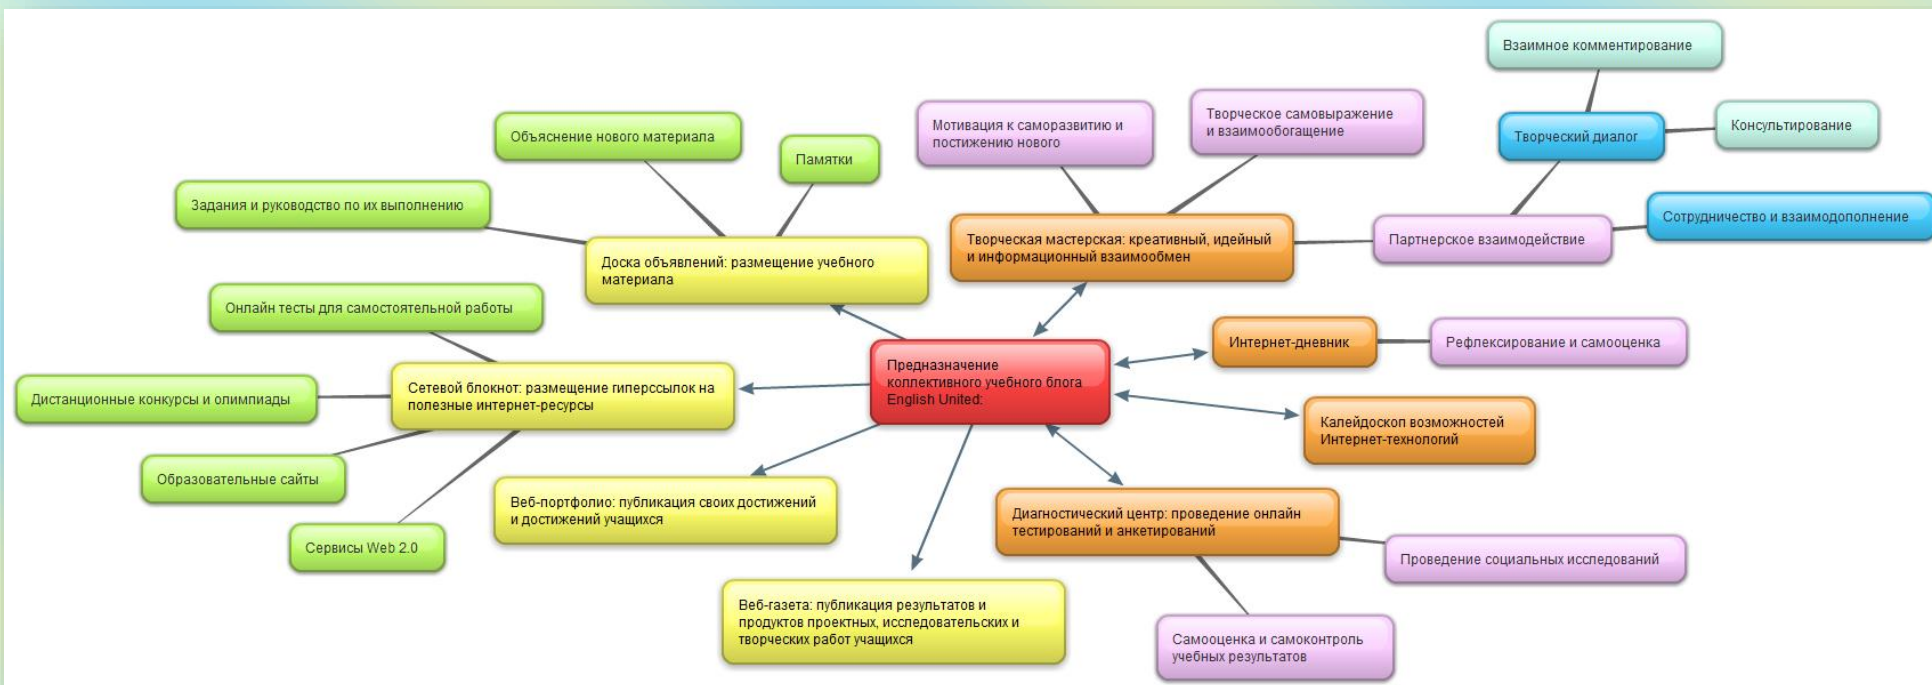 Взаимное комментирование
Творческое самовыражение
и взаимообогащение
Мотивация к саморазвитию и
постижению нового
Консультирование
Творческий диалог
Объяснение нового материала
Памятки
Задания и руководство по их выполнению
Сотрудничество и взаимодополнение
Творческая мастерская: креативный, идейный
и информационный взаимообмен
Партнерское взаимодействие
Доска объявлений: размещение учебного
материала
Онлайн тесты для самостоятельной работы
Интернет-дневник
Рефлексирование и самооценка
Предназначение
коллективного учебного блога
English United:
Сетевой блокнот: размещение гиперссылок на
полезные интернет-ресурсы
Дистанционные конкурсы и олимпиады
Калейдоскоп возможностей
Интернет-технологий
Образовательные сайты
Веб-портфолио: публикация своих достижений
и достижений учащихся
Диагностический центр: проведение онлайн
тестирований и анкетирований
Сервисы Web 2.0
Проведение социальных исследований
Веб-газета: публикация результатов и
продуктов проектных, исследовательских и
творческих работ учащихся
Самооценка и самоконтроль
учебных результатов